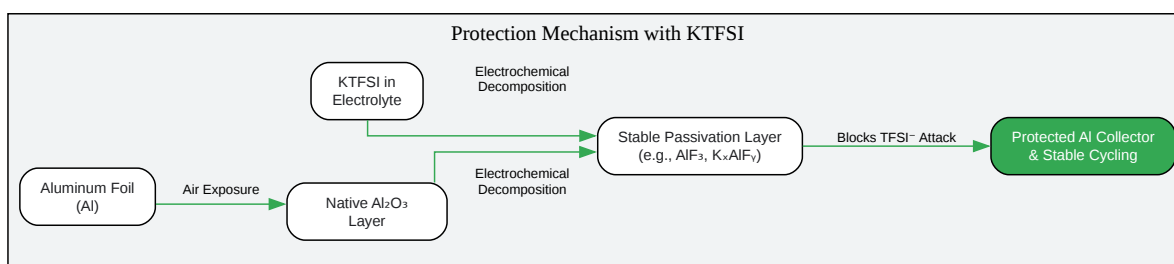 Protection Mechanism with KTFSI
Electrochemical
Decomposition
KTFSI in
Electrolyte
Stable Passivation Layer
(e.g., AlF₃, KₓAlFᵧ)
Blocks TFSI⁻ Attack
Protected Al Collector
& Stable Cycling
Electrochemical
Decomposition
Aluminum Foil
(Al)
Air Exposure
Native Al₂O₃
Layer